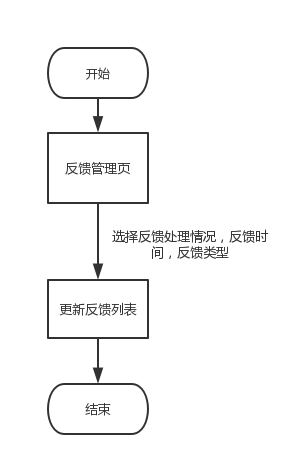 开始
反馈管理页
选择反馈处理情况，反馈时
间，反馈类型
更新反馈列表
结束